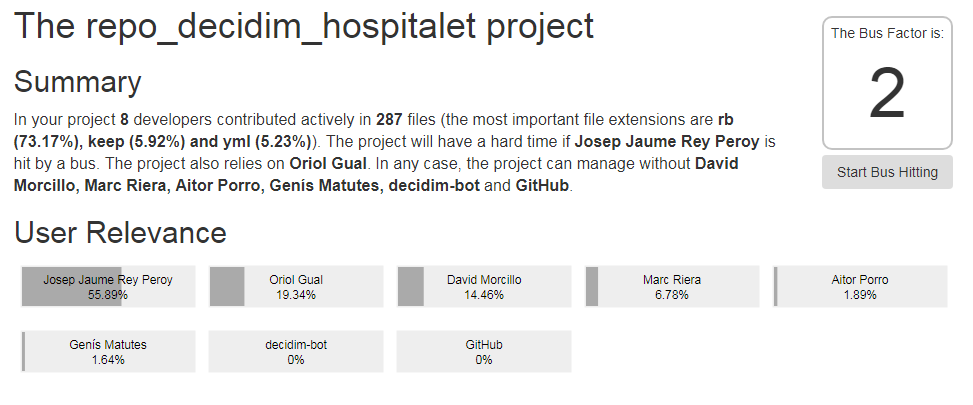 The repo_decidim_hospitalet project
The Bus Factor is:
2
Start Bus Hitting
Summary
In your project 8 developers contributed actively in 287 files (the most important file extensions are rb
(73.17%), keep (5.92%) and yml (5.23%)). The project will have a hard time if Josep Jaume Rey Peroy is
hit by a bus. The project also relies on Oriol Gual. In any case, the project can manage without David
Morcillo, Marc Riera, Aitor Porro, Genís Matutes, decidim-bot and GitHub.
User Relevance
Josep Jaume Rey Peroy
55.89%
Oriol Gual
19.34%
David Morcillo
14.46%
Marc Riera
6.78%
Aitor Porro
1.89%
Genís Matutes
1.64%
decidim-bot
0%
GitHub
0%